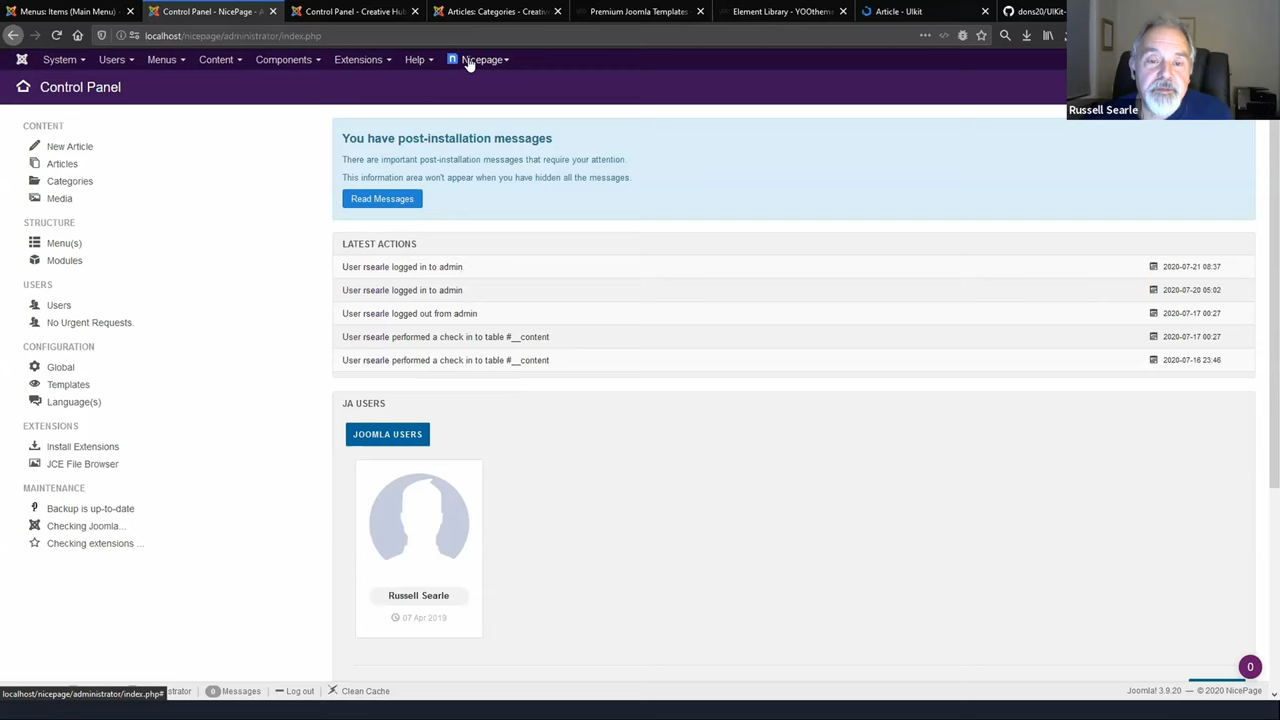 Menus: Items (Main Menu)
Control Panel - NicePage - A
Control Panel - Creative Hub
Articles: Categories - Creativ
Premium Joomla Templates
Element Library - YOOthem
Article - UIkit
dons20/UIKit-
localhost/nicepage/administrator/index.php
System
Users
Menus
Content
Components
Extensions
Help
Nicepage
Russell Searle
Control Panel
CONTENT
New Article
Articles
Categories
Media
STRUCTURE
Menu(s)
Modules
USERS
Users
No Urgent Requests.
CONFIGURATION
Global
Templates
Language(s)
EXTENSIONS
Install Extensions
JCE File Browser
MAINTENANCE
Backup is up-to-date
Checking Joomla...
Checking extensions ...
You have post-installation messages
There are important post-installation messages that require your attention.
This information area won't appear when you have hidden all the messages.
Read Messages
LATEST ACTIONS
User rsearle logged in to admin 2020-07-21 08:37
User rsearle logged in to admin 2020-07-20 05:02
User rsearle logged out from admin 2020-07-17 00:27
User rsearle performed a check in to table #__content 2020-07-17 00:27
User rsearle performed a check in to table #__content 2020-07-16 23:46
JA USERS
JOOMLA USERS
Russell Searle
07 Apr 2019
0
localhost/nicepage/administrator/index.php#
strator
0 Messages
Log out
Clean Cache
Joomla! 3.9.20 — © 2020 NicePage